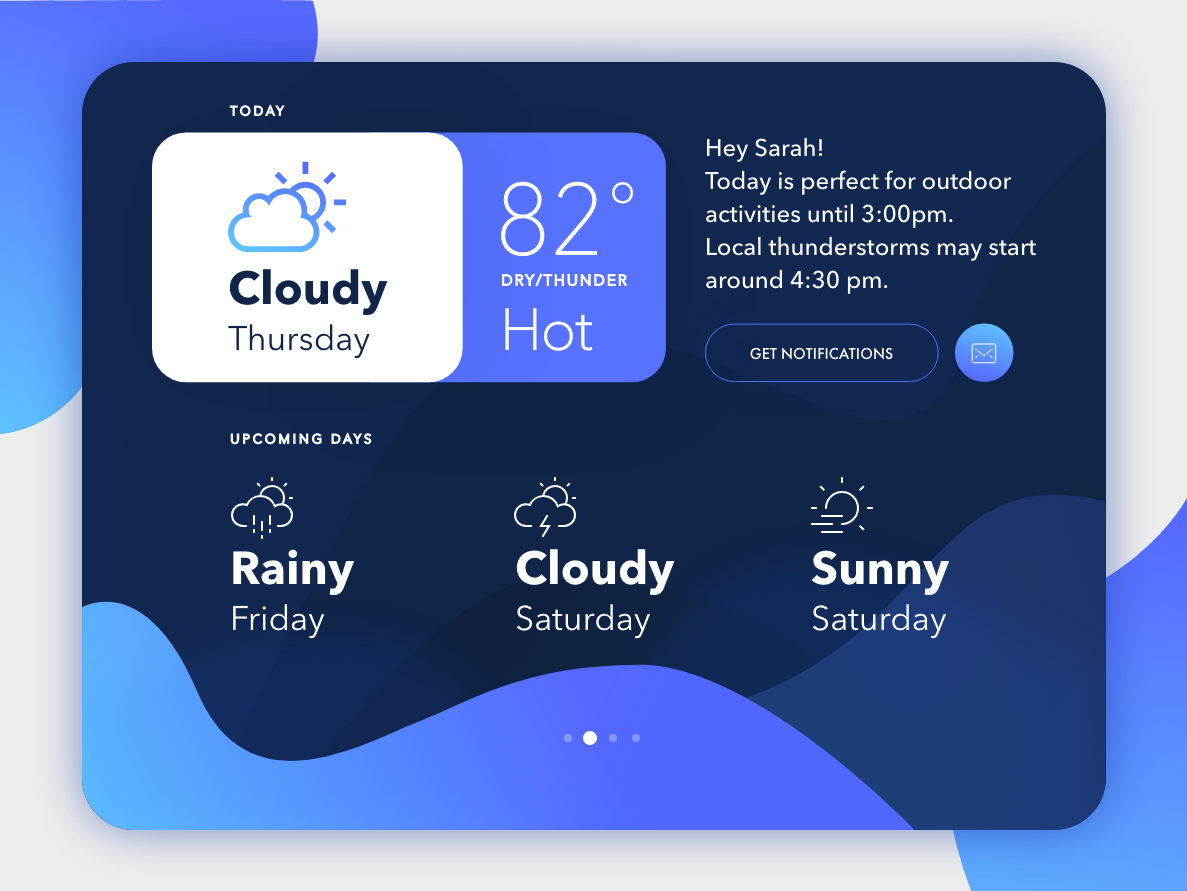 TODAY
Cloudy
Thursday
82°
DRY/THUNDER
Hot
Hey Sarah!
Today is perfect for outdoor
activities until 3:00pm.
Local thunderstorms may start
around 4:30 pm.
GET NOTIFICATIONS
UPCOMING DAYS
Rainy
Friday
Cloudy
Saturday
Sunny
Saturday